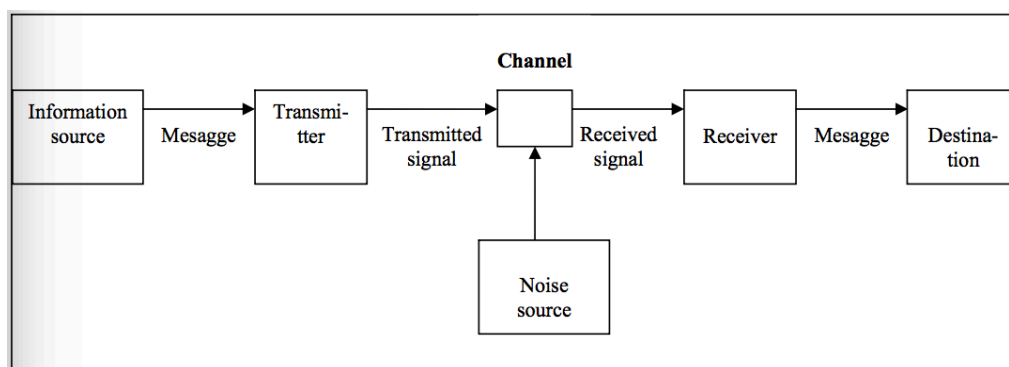 Channel
Information
source
Mesagge
Transmi-
tter
Transmitted
signal
Received
signal
Receiver
Mesagge
Destina-
tion
Noise
source